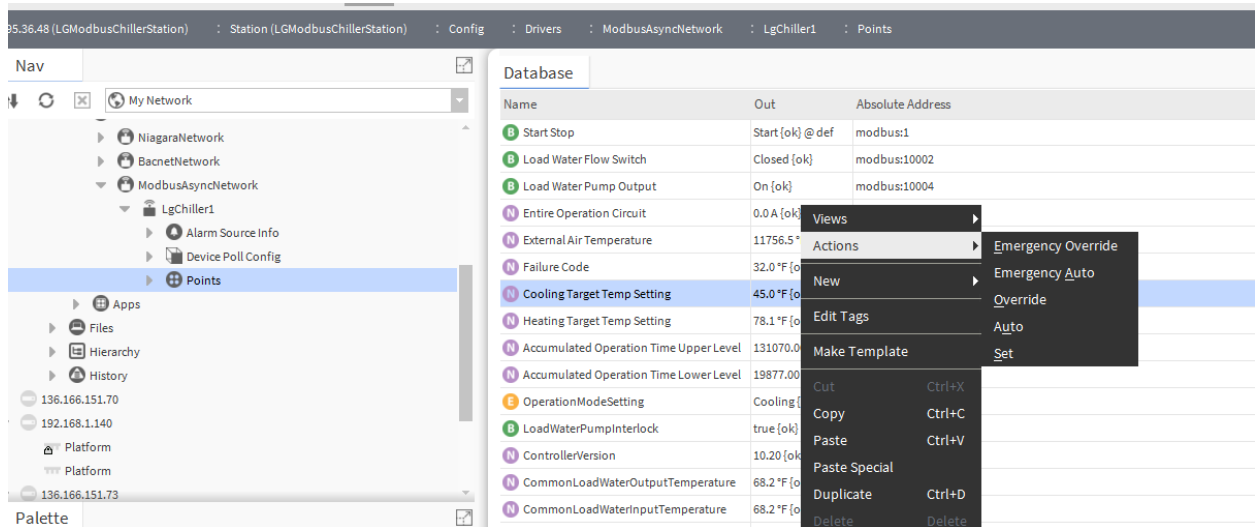 95.36.48 (LGModbusChillerStation) : Station (LGModbusChillerStation) : Config : Drivers : ModbusAsyncNetwork : LgChiller1 : Points
Nav
My Network
NiagaraNetwork
BacnetNetwork
ModbusAsyncNetwork
LgChiller1
Alarm Source Info
Device Poll Config
Points
Apps
Files
Hierarchy
History
136.166.151.70
192.168.1.140
Platform
Platform
136.166.151.73
Palette
Database
Name Out Absolute Address
B Start Stop Start {ok} @ def modbus:1
B Load Water Flow Switch Closed {ok} modbus:10002
B Load Water Pump Output On {ok} modbus:10004
N Entire Operation Circuit 0.0 A {ok}
N External Air Temperature 11756.5 °
N Failure Code 32.0 °F {o
N Cooling Target Temp Setting 45.0 °F {o
N Heating Target Temp Setting 78.1 °F {o
N Accumulated Operation Time Upper Level 131070.0
N Accumulated Operation Time Lower Level 19877.00
E OperationModeSetting Cooling {
B LoadWaterPumpInterlock true {ok}
N ControllerVersion 10.20 {ok
N CommonLoadWaterOutputTemperature 68.2 °F {o
N CommonLoadWaterInputTemperature 68.2 °F {o
Views
Actions
New
Edit Tags
Make Template
Cut Ctrl+X
Copy Ctrl+C
Paste Ctrl+V
Paste Special
Duplicate Ctrl+D
Delete Delete
Emergency Override
Emergency Auto
Override
Auto
Set